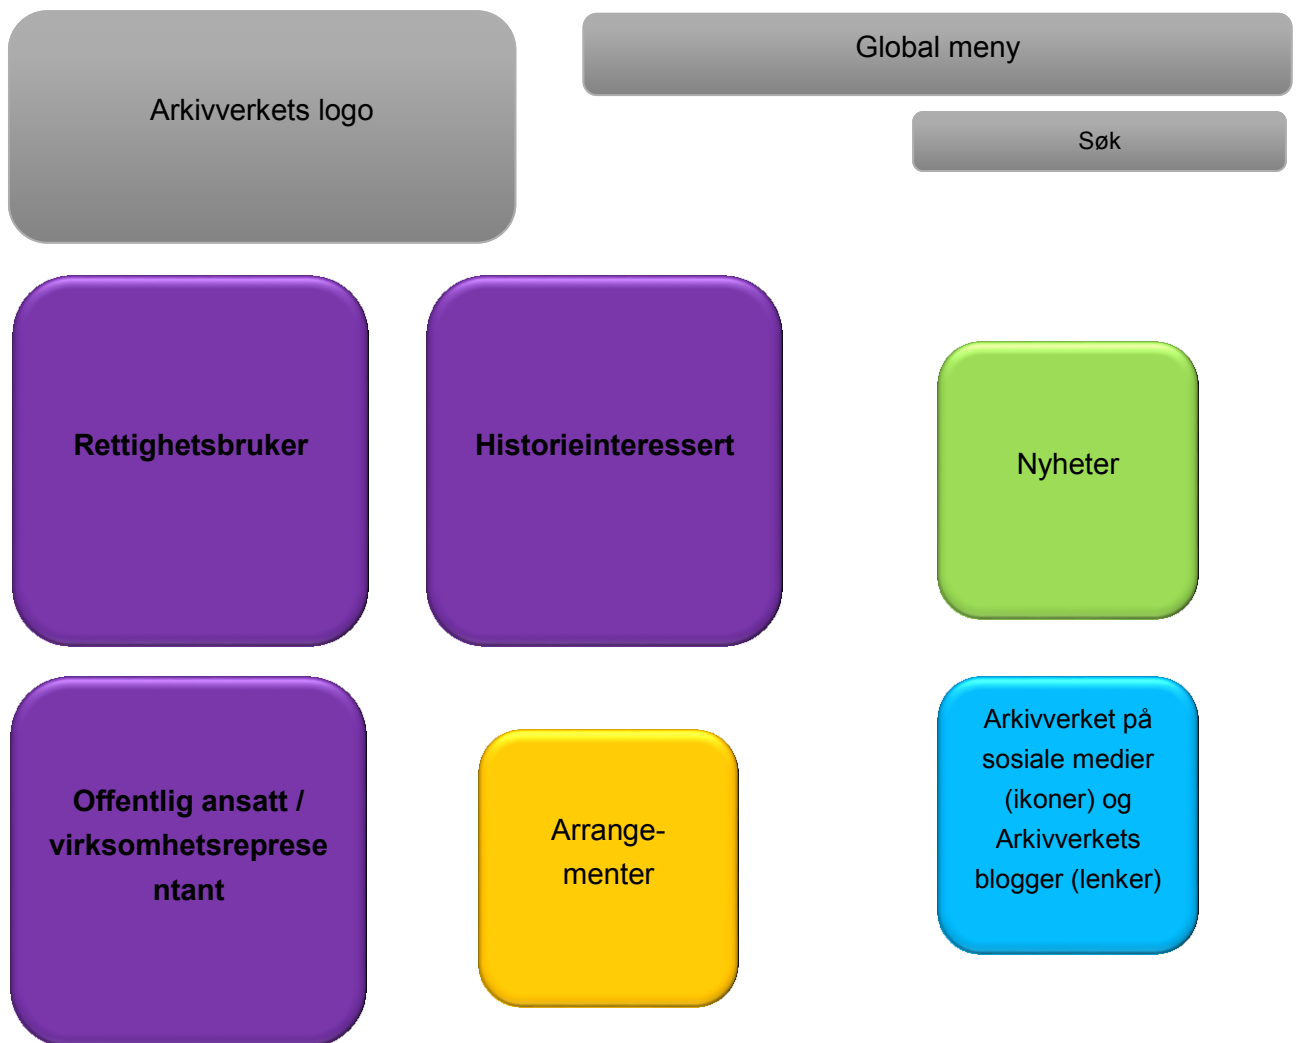 Arkivverkets logo
Global meny
Søk
Rettighetsbruker
Historieinteressert
Nyheter
Offentlig ansatt /
virksomhetsreprese
ntant
Arrange-
menter
Arkivverket på
sosiale medier
(ikoner) og
Arkivverkets
blogger (lenker)